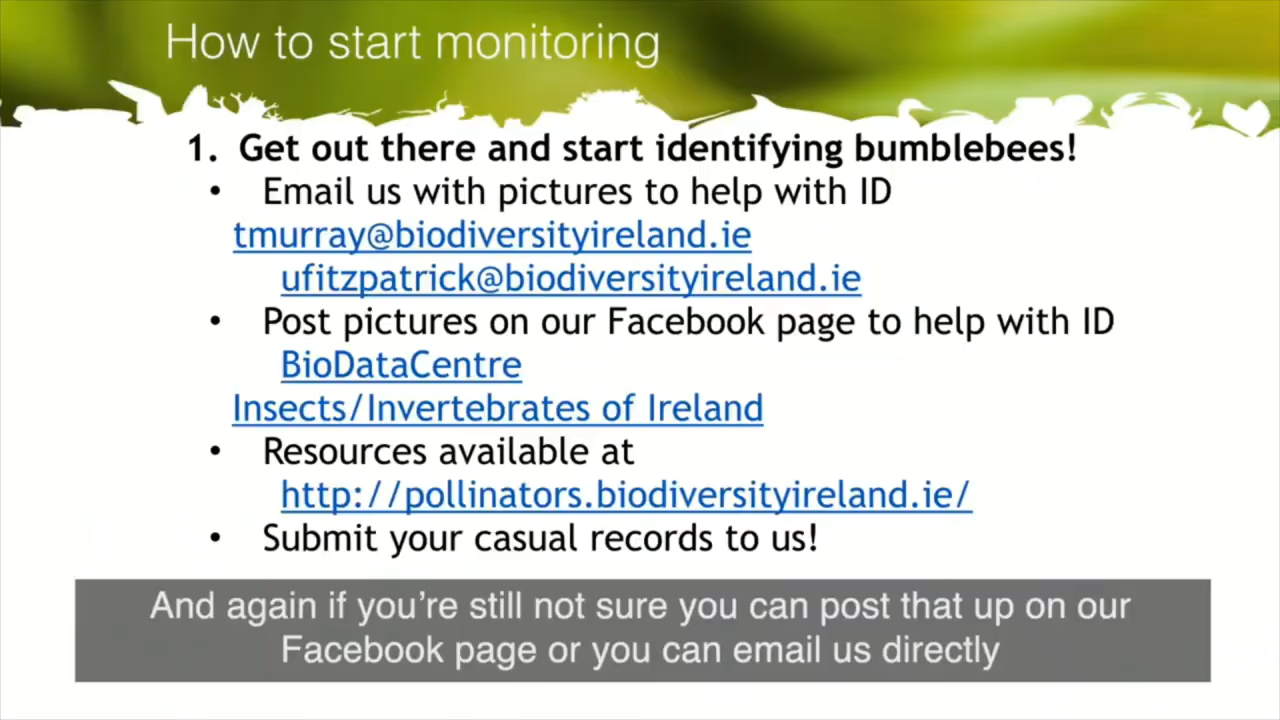 How to start monitoring
1. Get out there and start identifying bumblebees!
• Email us with pictures to help with ID
tmurray@biodiversityireland.ie
ufitzpatrick@biodiversityireland.ie
• Post pictures on our Facebook page to help with ID
BioDataCentre
Insects/Invertebrates of Ireland
• Resources available at
http://pollinators.biodiversityireland.ie/
• Submit your casual records to us!
And again if you’re still not sure you can post that up on our
Facebook page or you can email us directly